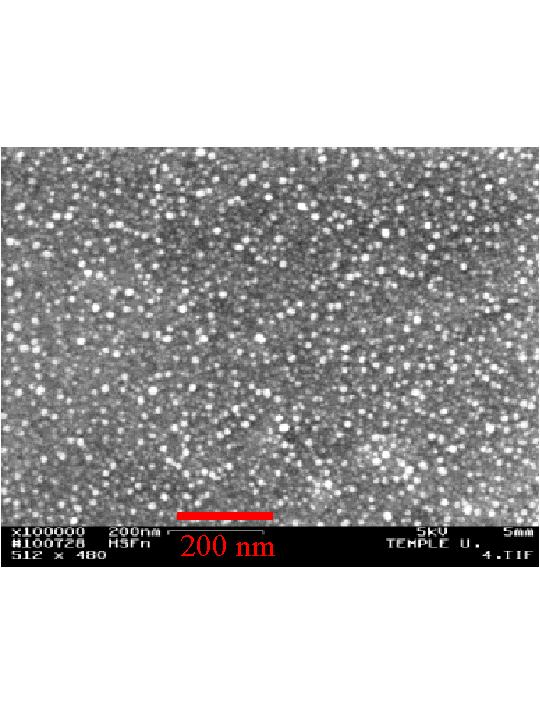 x100000 200nm 5kV 5mm
200 nm
#100728 HSFn TEMPLE U.
512 x 480 4.TIF